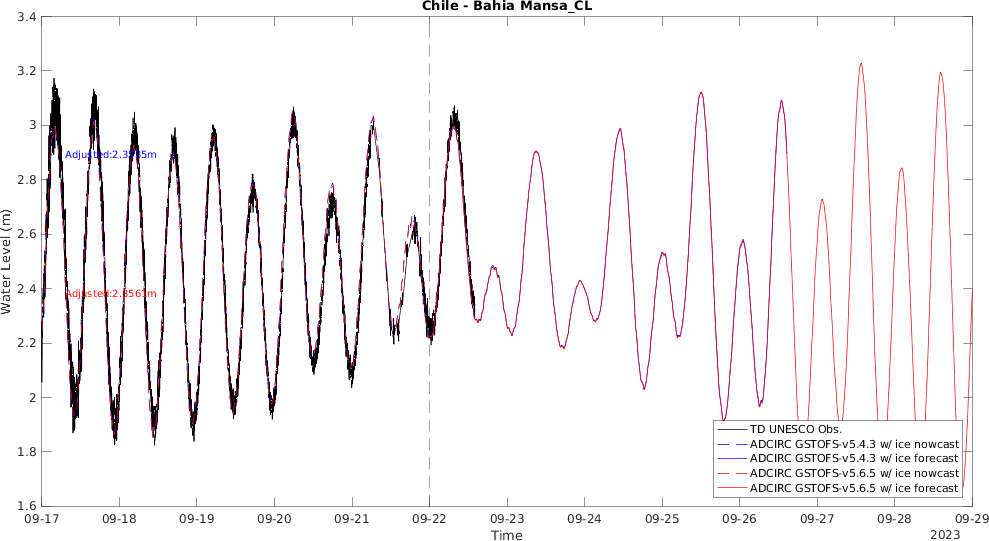 Chile - Bahia Mansa_CL
3.4
3.2
3
2.8
2.6
2.4
2.2
2
1.8
1.6
Water Level (m)
Adjusted:2.3561m
09-17
09-18
09-19
09-20
09-21
09-22
09-23
09-24
09-25
09-26
09-27
09-28
09-29
Time
2023
TD UNESCO Obs.
ADCIRC GSTOFS-v5.4.3 w/ ice nowcast
ADCIRC GSTOFS-v5.4.3 w/ ice forecast
ADCIRC GSTOFS-v5.6.5 w/ ice nowcast
ADCIRC GSTOFS-v5.6.5 w/ ice forecast